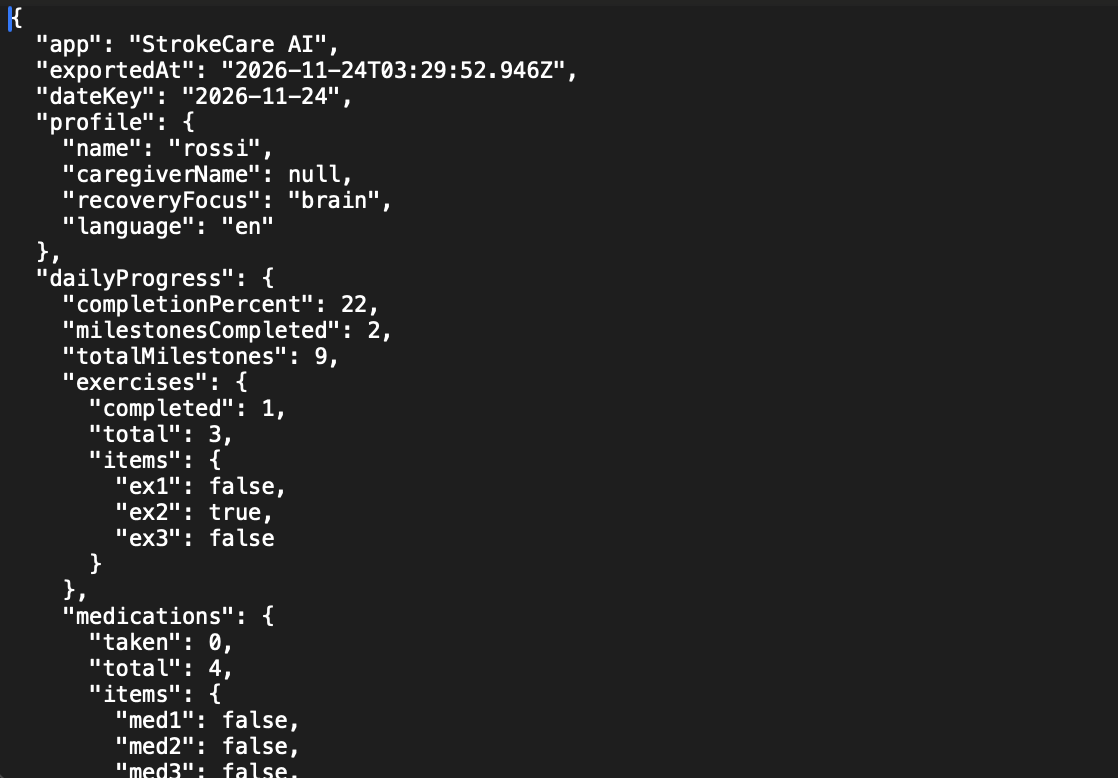 {
  "app": "StrokeCare AI",
  "exportedAt": "2026-11-24T03:29:52.946Z",
  "dateKey": "2026-11-24",
  "profile": {
    "name": "rossi",
    "caregiverName": null,
    "recoveryFocus": "brain",
    "language": "en"
  },
  "dailyProgress": {
    "completionPercent": 22,
    "milestonesCompleted": 2,
    "totalMilestones": 9,
    "exercises": {
      "completed": 1,
      "total": 3,
      "items": {
        "ex1": false,
        "ex2": true,
        "ex3": false
      }
    },
    "medications": {
      "taken": 0,
      "total": 4,
      "items": {
        "med1": false,
        "med2": false,
        "med3": false,